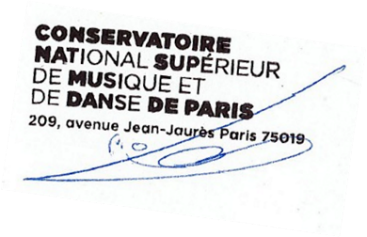 CONSERVATOIRE
NATIONAL SUPÉRIEUR
DE MUSIQUE ET
DE DANSE DE PARIS
209, avenue Jean-Jaurès Paris 75019